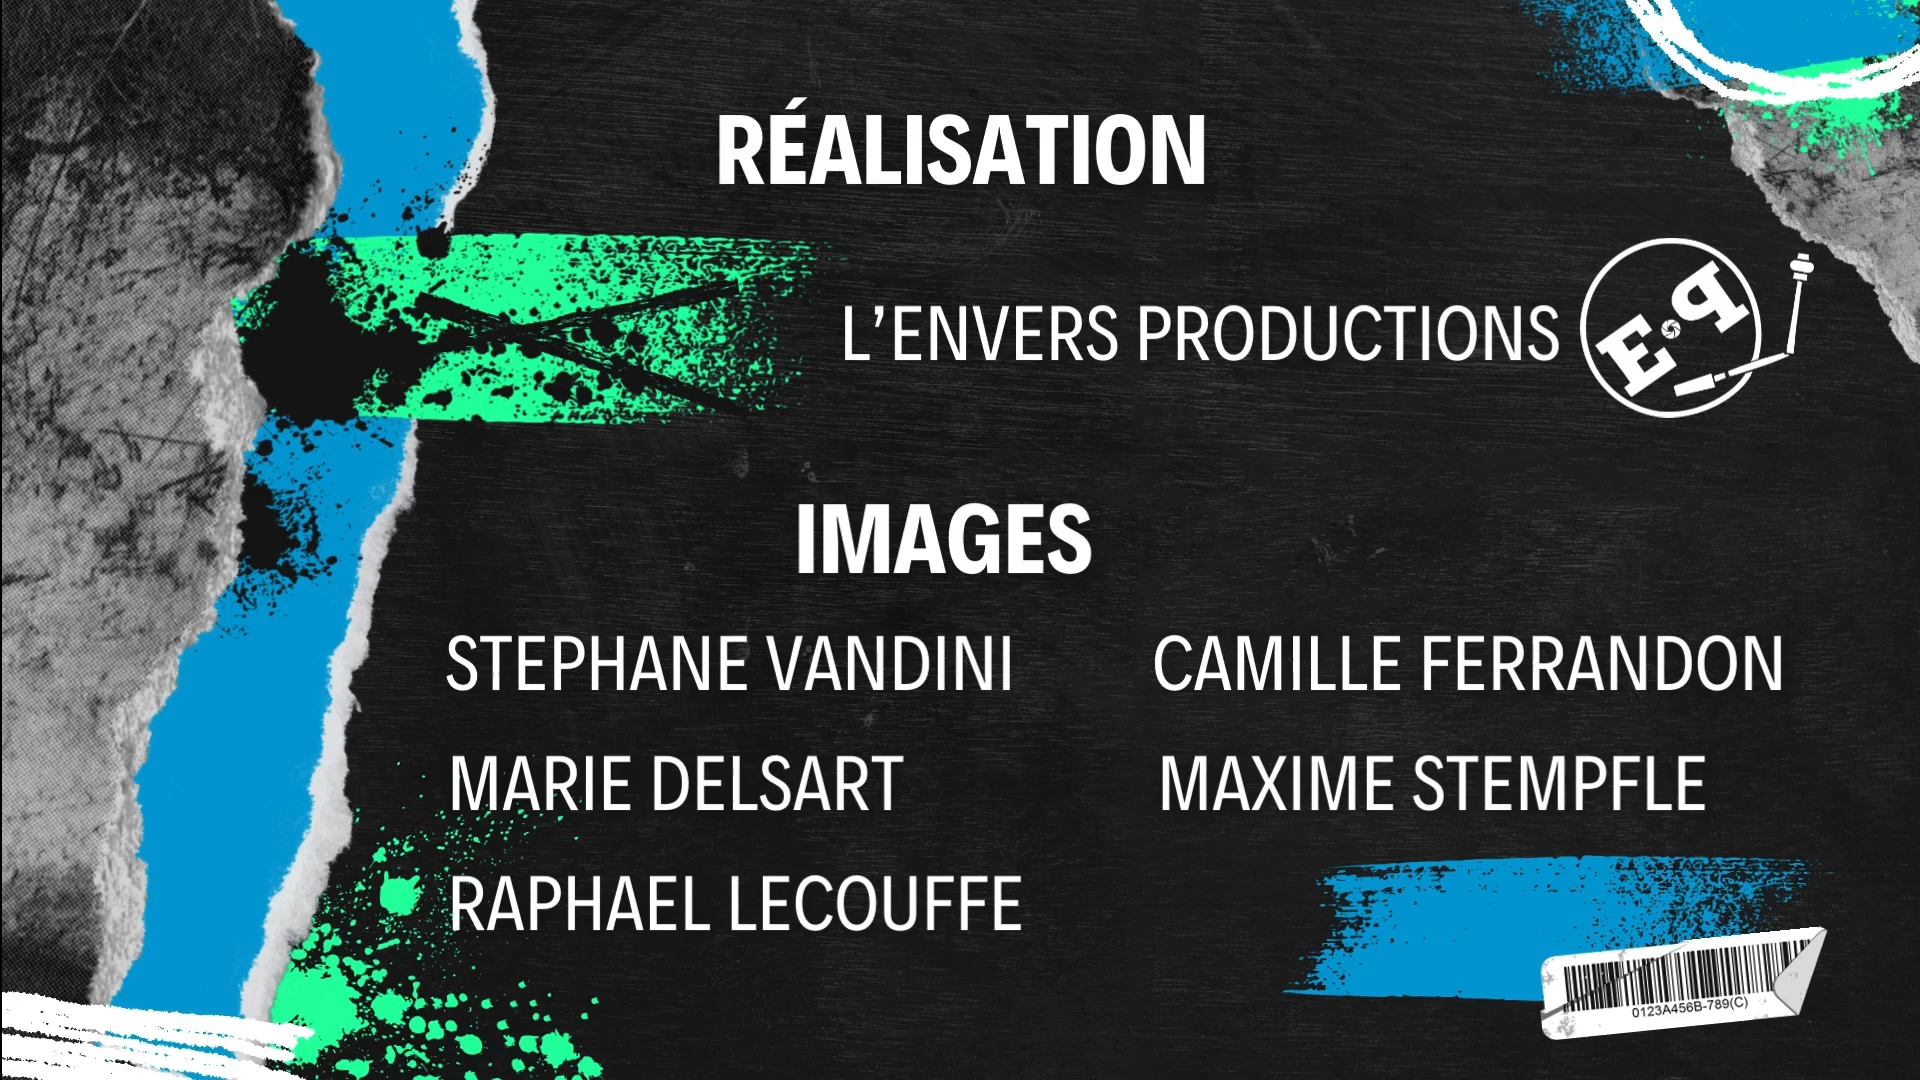 RÉALISATION
L’ENVERS PRODUCTIONS
E P
IMAGES
STEPHANE VANDINI
CAMILLE FERRANDON
MARIE DELSART
MAXIME STEMPFLE
RAPHAEL LECOUFFE
0123A456B-789(C)